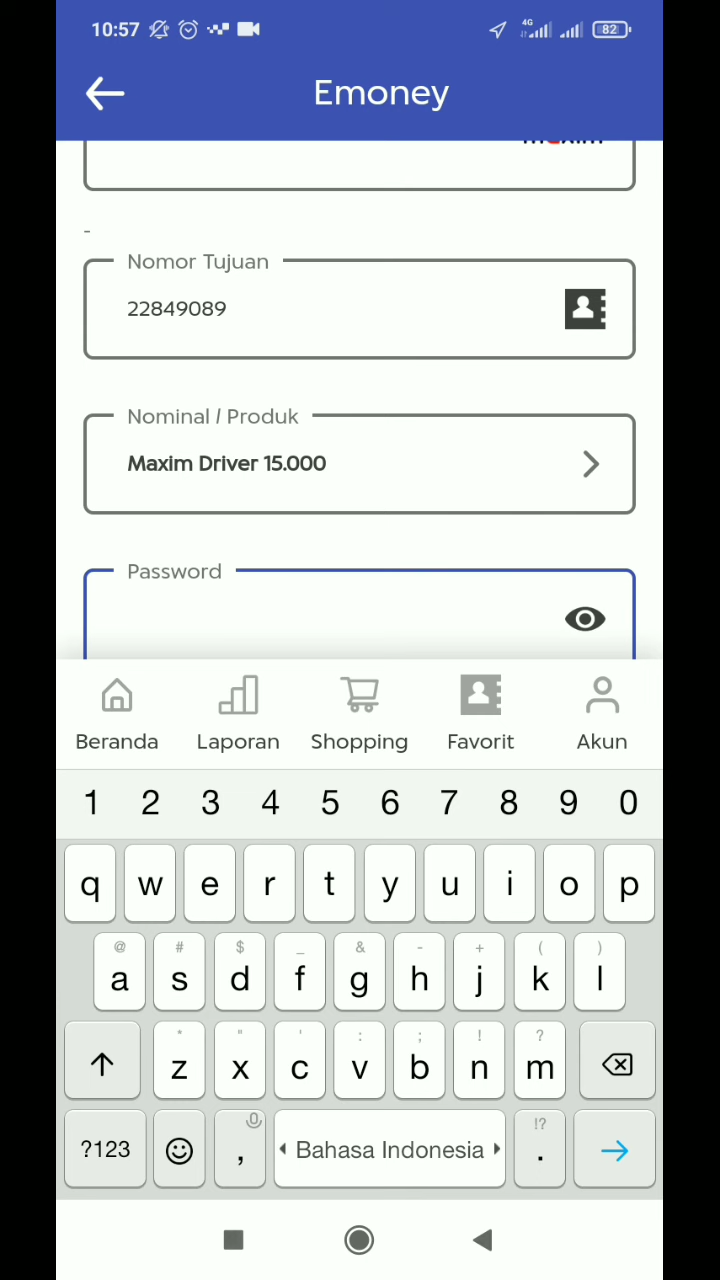 10:57 4G 82
Emoney
-
Nomor Tujuan
22849089
Nominal / Produk
Maxim Driver 15.000
Password
Beranda Laporan Shopping Favorit Akun
1 2 3 4 5 6 7 8 9 0
q w e r t y u i o p
@ # $ _ & - + ( )
a s d f g h j k l
* " ' : ; ! ?
z x c v b n m
!?
?123 , Bahasa Indonesia .